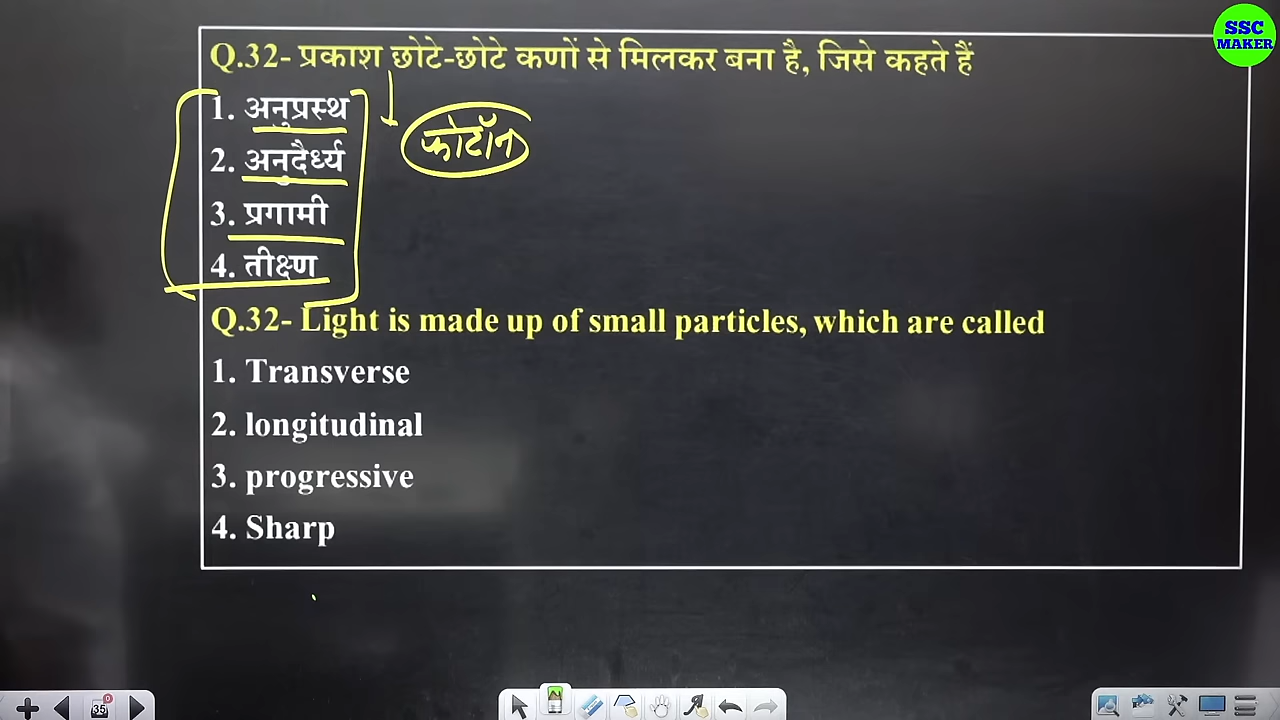 SSC
MAKER
Q.32- प्रकाश छोटे-छोटे कणों से मिलकर बना है, जिसे कहते हैं
1. अनुप्रस्थ
फोटॉन
2. अनुदैर्ध्य
3. प्रगामी
4. तीक्ष्ण
Q.32- Light is made up of small particles, which are called
1. Transverse
2. longitudinal
3. progressive
4. Sharp
35